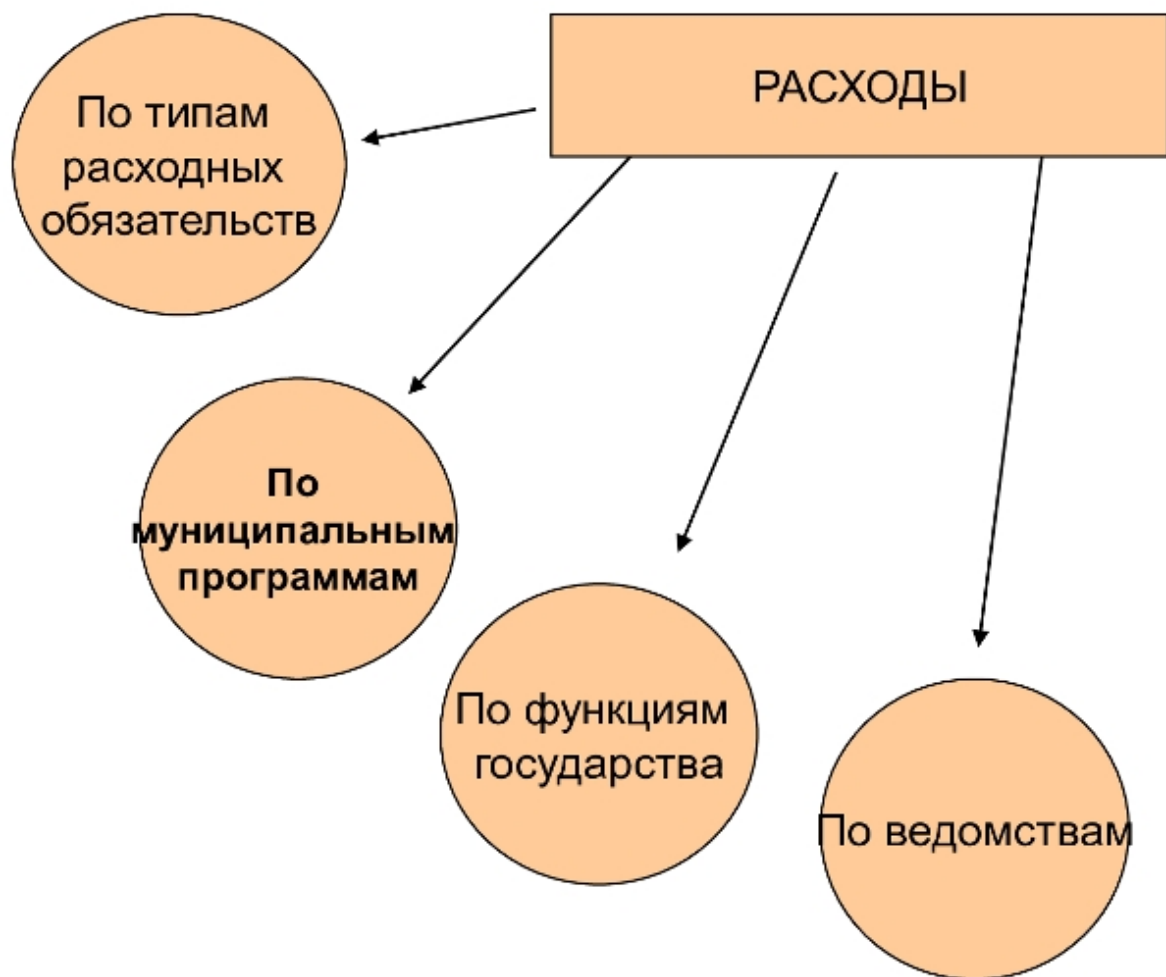 РАСХОДЫ
По типам
расходных
обязательств
По
муниципальным
программам
По функциям
государства
По ведомствам